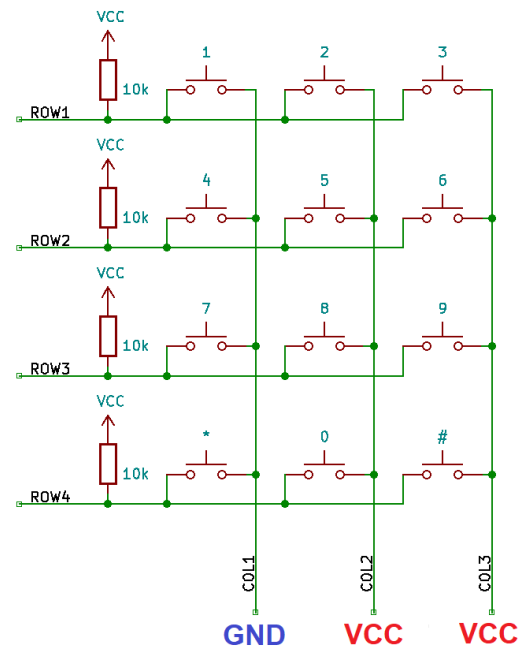 VCC
1 2 3
10k
ROW1
VCC
4 5 6
10k
ROW2
VCC
7 8 9
10k
ROW3
VCC
* 0 #
10k
ROW4
COL1 COL2 COL3
GND VCC VCC